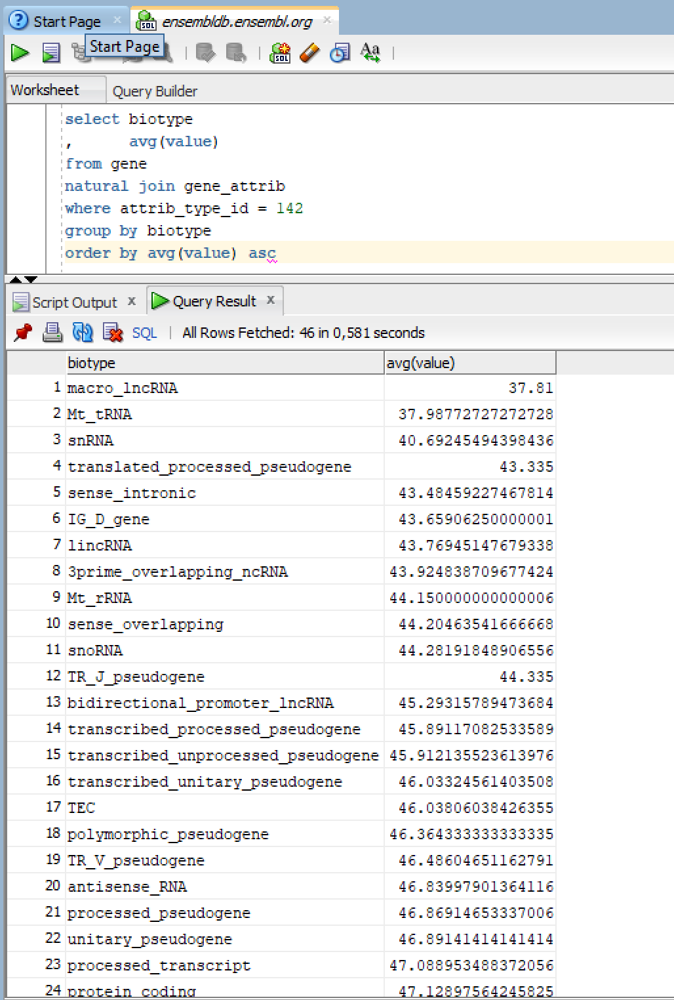 Start Page
ensembldb.ensembl.org
Start Page
SQL
SQL
Aa
Worksheet
Query Builder
select biotype
,      avg(value)
from gene
natural join gene_attrib
where attrib_type_id = 142
group by biotype
order by avg(value) asc
Script Output x
Query Result x
SQL | All Rows Fetched: 46 in 0,581 seconds
biotype avg(value)
1 macro_lncRNA 37.81
2 Mt_tRNA 37.98772727272728
3 snRNA 40.69245494398436
4 translated_processed_pseudogene 43.335
5 sense_intronic 43.48459227467814
6 IG_D_gene 43.65906250000001
7 lincRNA 43.76945147679338
8 3prime_overlapping_ncRNA 43.924838709677424
9 Mt_rRNA 44.150000000000006
10 sense_overlapping 44.20463541666668
11 snoRNA 44.28191848906556
12 TR_J_pseudogene 44.335
13 bidirectional_promoter_lncRNA 45.29315789473684
14 transcribed_processed_pseudogene 45.89117082533589
15 transcribed_unprocessed_pseudogene 45.912135523613976
16 transcribed_unitary_pseudogene 46.03324561403508
17 TEC 46.03806038426355
18 polymorphic_pseudogene 46.364333333333335
19 TR_V_pseudogene 46.48604651162791
20 antisense_RNA 46.83997901364116
21 processed_pseudogene 46.86914653337006
22 unitary_pseudogene 46.89141414141414
23 processed_transcript 47.088953488372056
24 protein_coding 47.12897564245825